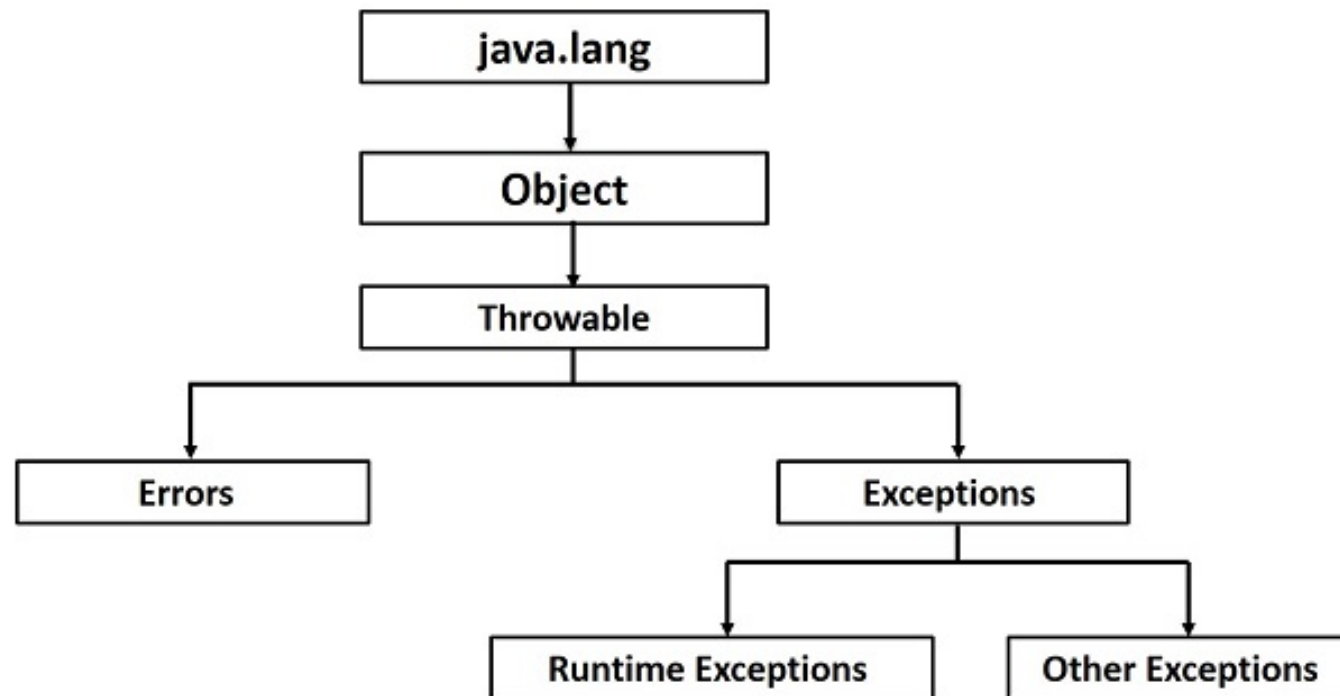 java.lang
Object
Throwable
Errors
Exceptions
Runtime Exceptions
Other Exceptions